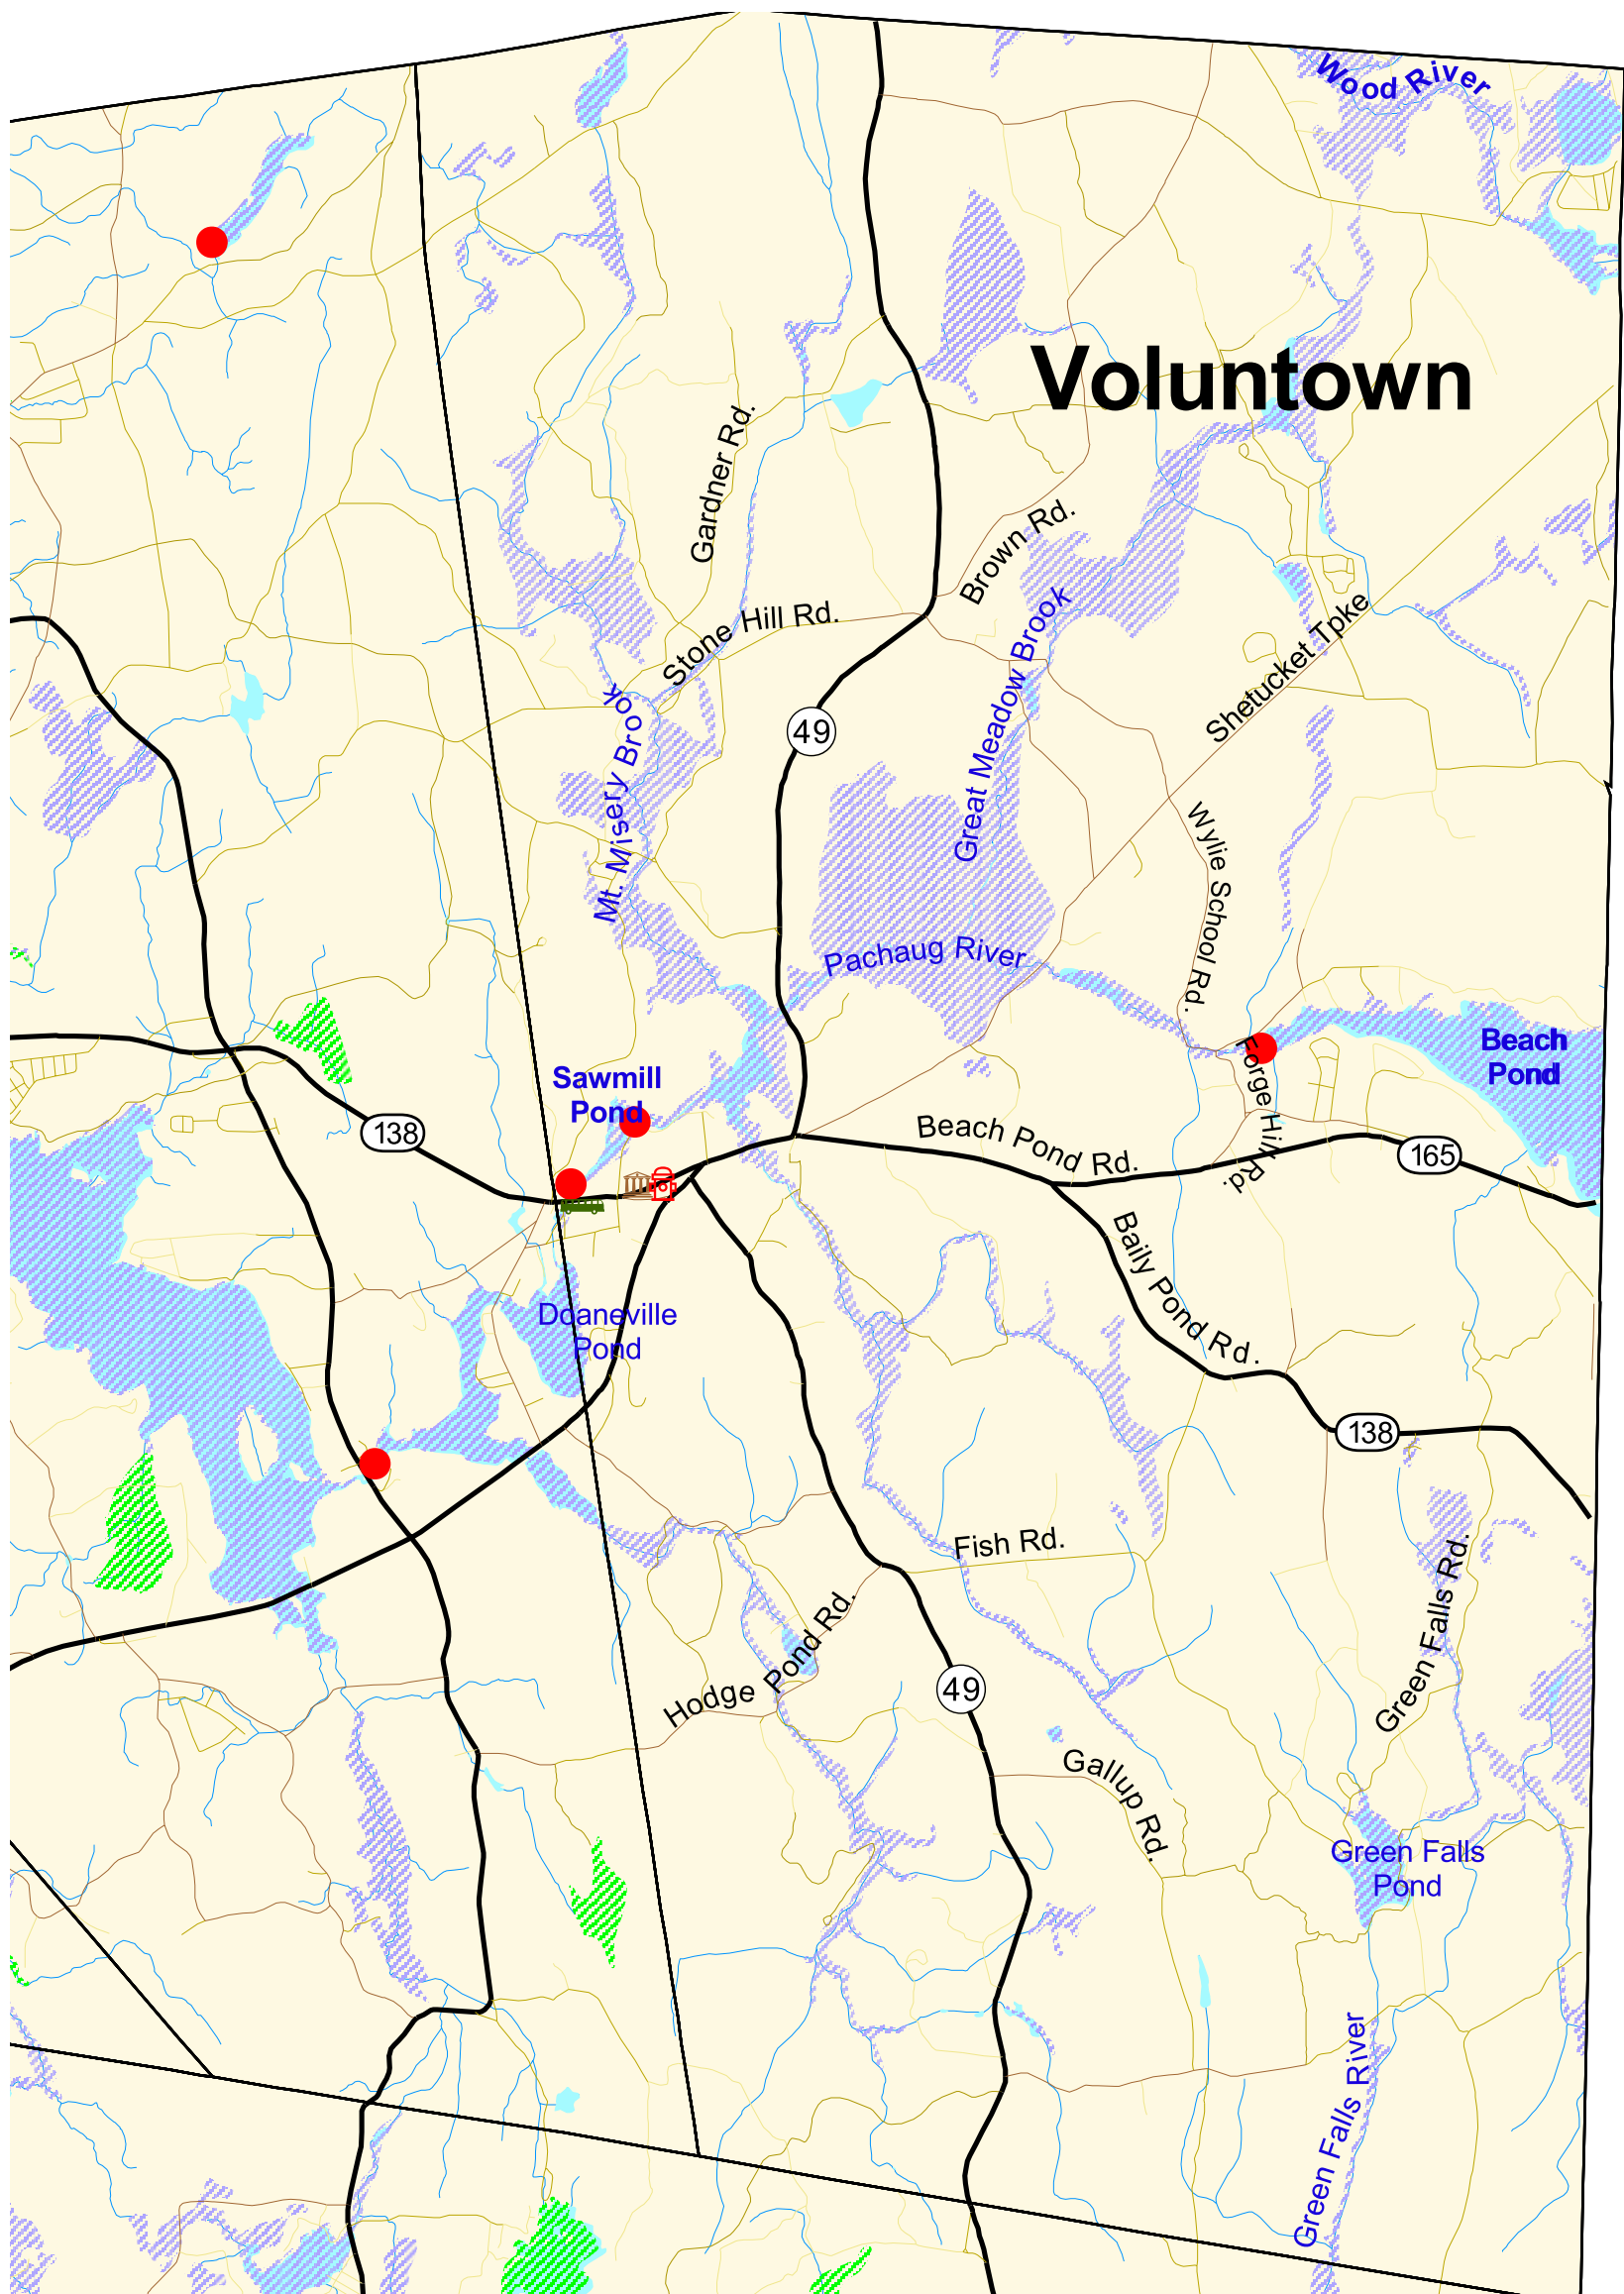 Wood River
Voluntown
Gardner Rd.
Brown Rd.
Stone Hill Rd.
Great Meadow Brook
Shetucket Tpke
Mt. Misery Brook
49
Wylie School Rd.
Pachaug River
Beach
Pond
Forge Hill Rd.
Sawmill
Pond
138
Beach Pond Rd.
165
Baily Pond Rd.
Doaneville
Pond
138
Fish Rd.
Green Falls Rd.
Hodge Pond Rd.
49
Gallup Rd.
Green Falls
Pond
Green Falls River